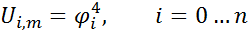 U_{i,m} = φ_i^4,    i = 0 … n